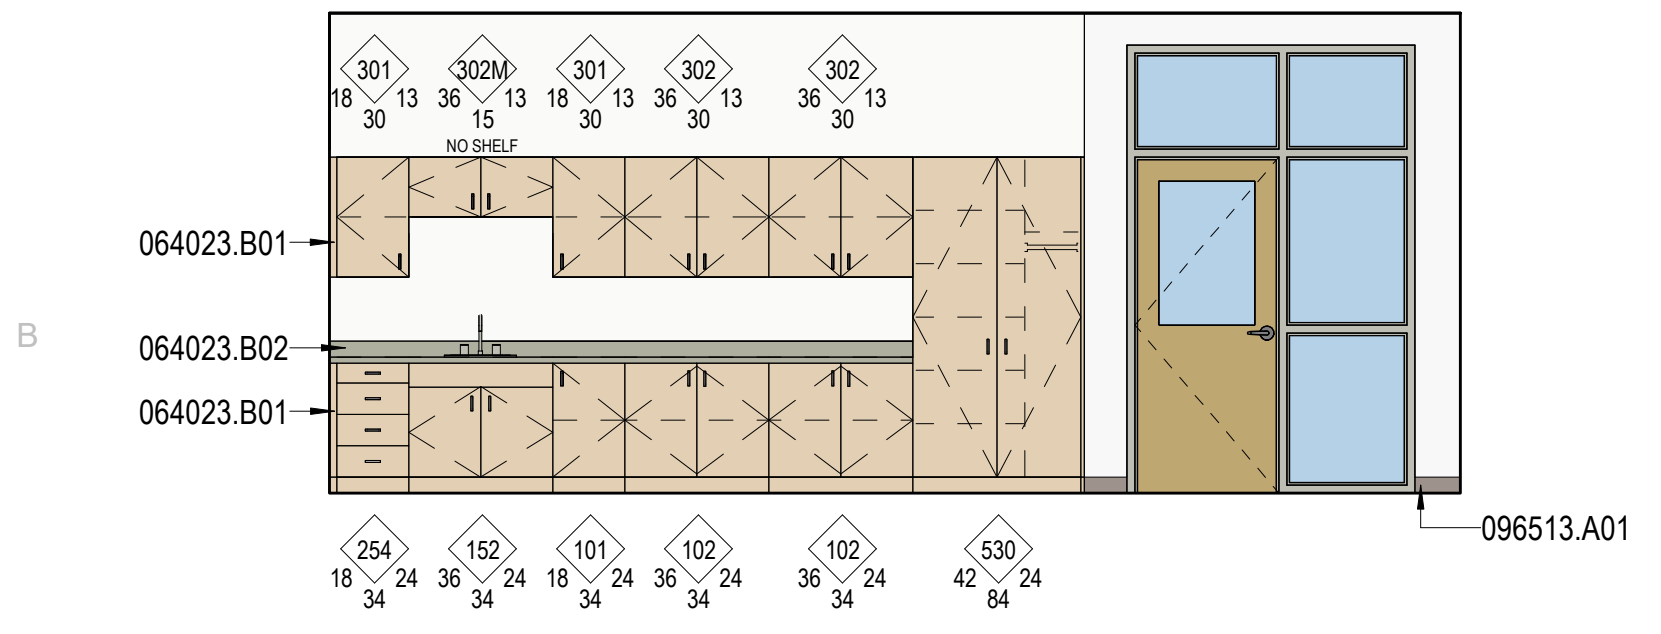 301 302M 301 302 302
18 13 36 13 18 13 36 13 36 13
30 15 30 30 30
NO SHELF
064023.B01
B
064023.B02
064023.B01
096513.A01
254 152 101 102 102 530
18 24 36 24 18 24 36 24 36 24 42 24
34 34 34 34 34 84